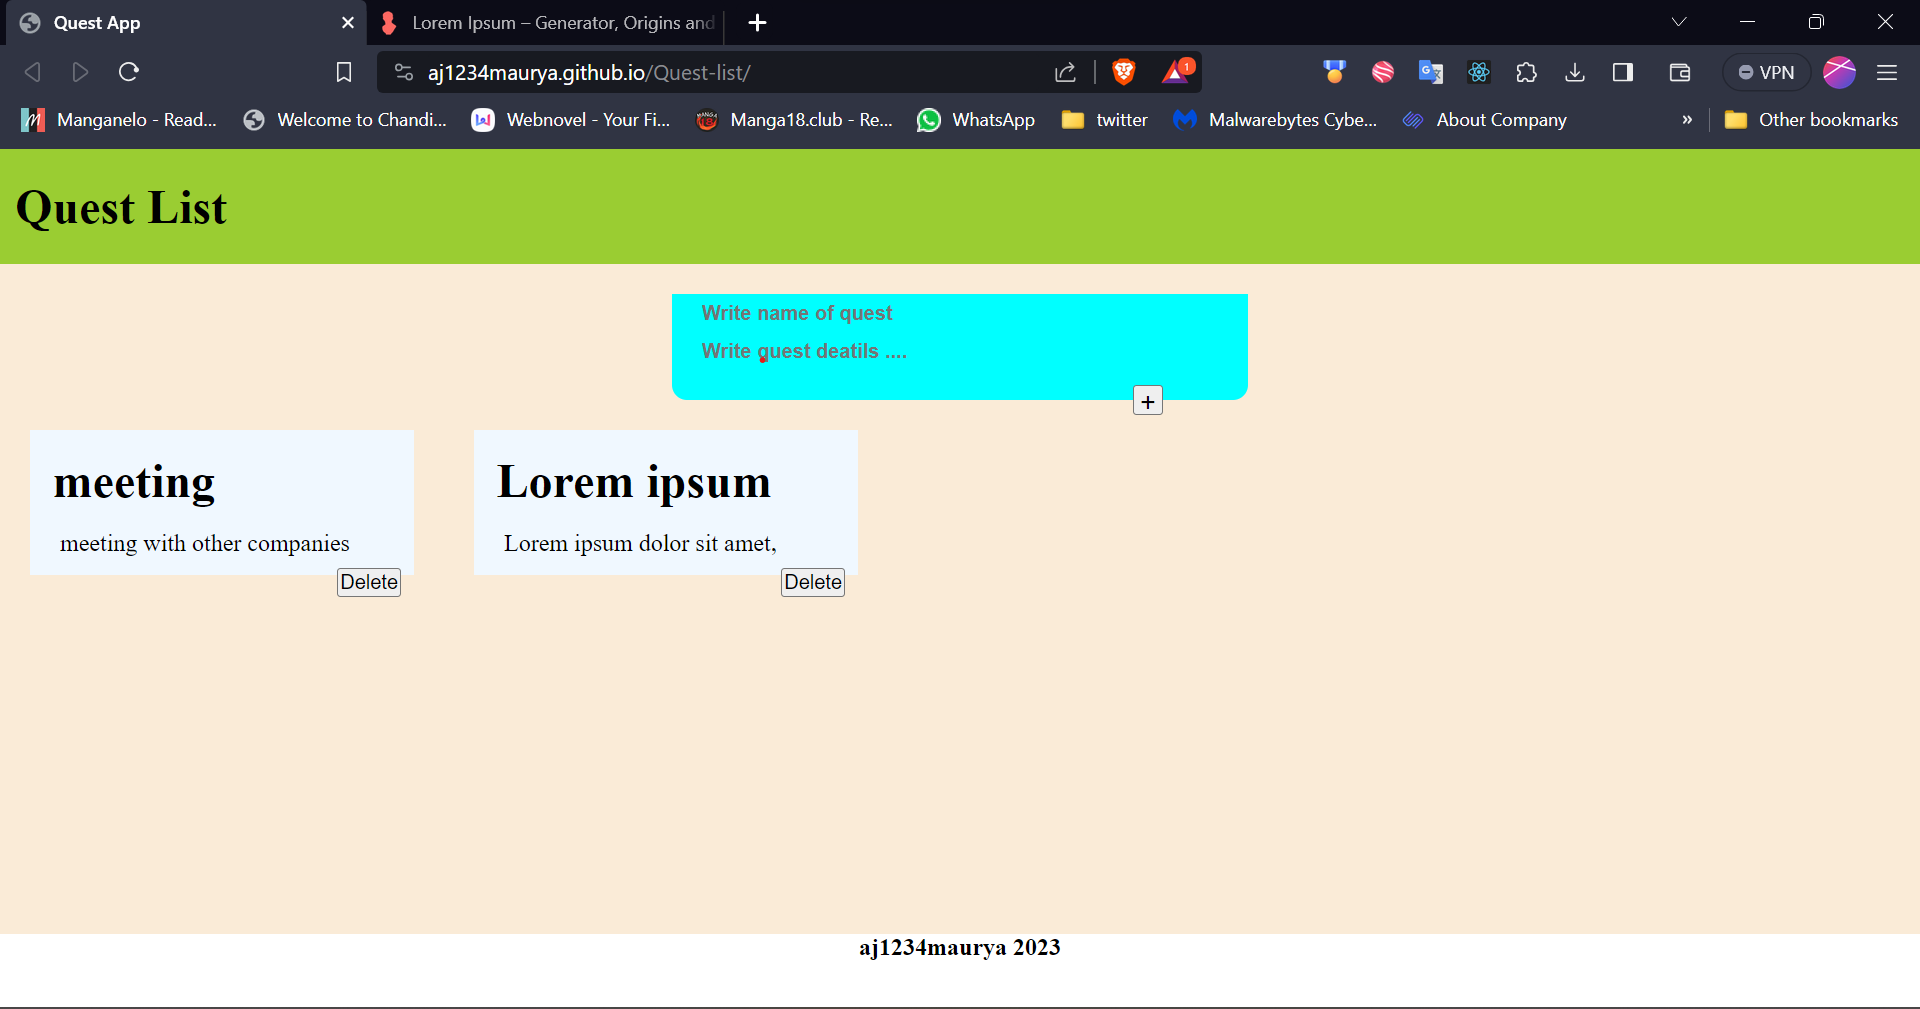 Quest App
Lorem Ipsum – Generator, Origins and
aj1234maurya.github.io/Quest-list/
1
VPN
Manganelo - Read...
Welcome to Chandi...
Webnovel - Your Fi...
Manga18.club - Re...
WhatsApp
twitter
Malwarebytes Cybe...
About Company
»
Other bookmarks
Quest List
Write name of quest
Write quest deatils ....
+
meeting
meeting with other companies
Delete
Lorem ipsum
Lorem ipsum dolor sit amet,
Delete
aj1234maurya 2023